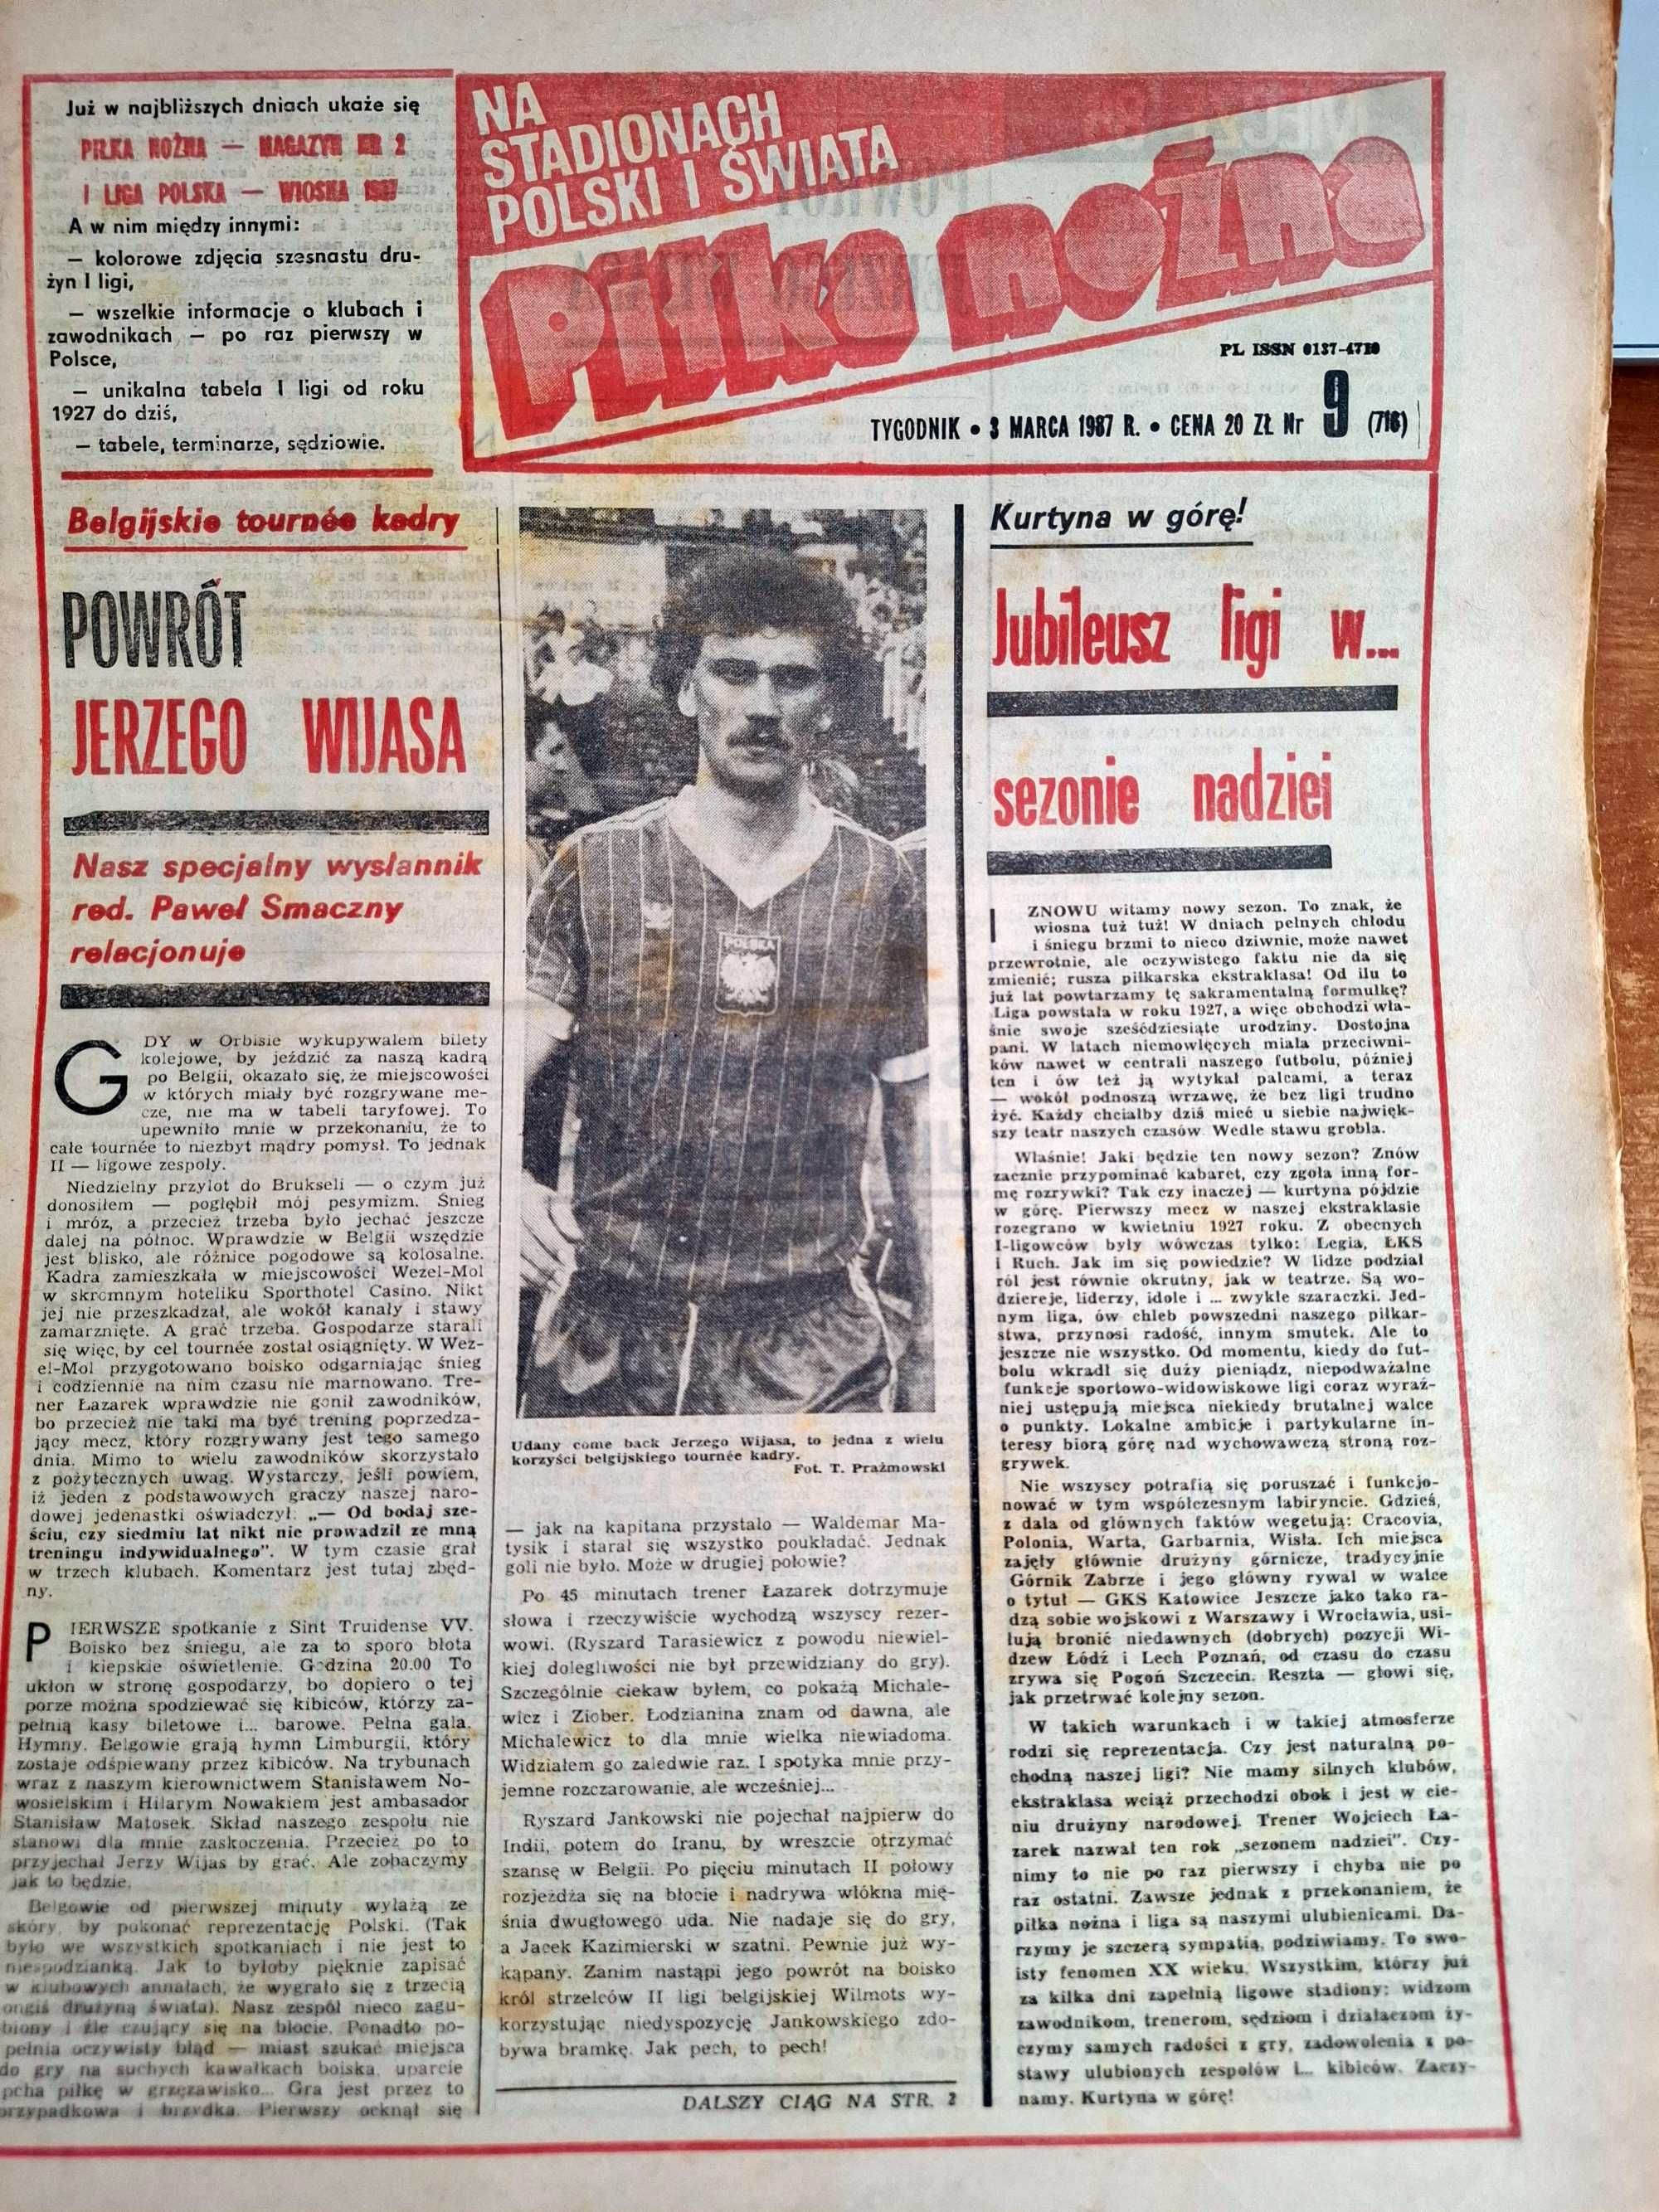 Już w najbliższych dniach ukaże się
PIŁKA NOŻNA — MAGAZYN NR 2
I LIGA POLSKA — WIOSNA 1987
A w nim między innymi:
— kolorowe zdjęcia szesnastu dru-
żyn I ligi,
— wszelkie informacje o klubach i
zawodnikach — po raz pierwszy w
Polsce,
— unikalna tabela I ligi od roku
1927 do dziś,
— tabele, terminarze, sędziowie.
NA
STADIONACH
POLSKI I ŚWIATA
piłka nożna
PL ISSN 0137-4710
TYGODNIK • 3 MARCA 1987 R. • CENA 20 ZŁ Nr 9 (716)
Belgijskie tournée kadry
POWRÓT
JERZEGO WIJASA
Nasz specjalny wysłannik
red. Paweł Smaczny
relacjonuje
GDY w Orbisie wykupywałem bilety
kolejowe, by jeździć za naszą kadrą
po Belgii, okazało się, że miejscowości
w których miały być rozgrywane me-
cze, nie ma w tabeli taryfowej. To
upewniło mnie w przekonaniu, że to
całe tournée to niezbyt mądry pomysł. To jednak
II — ligowe zespoły.
Niedzielny przylot do Brukseli — o czym już
donosiłem — pogłębił mój pesymizm. Śnieg
i mróz, a przecież trzeba było jechać jeszcze
dalej na północ. Wprawdzie w Belgii wszędzie
jest blisko, ale różnice pogodowe są kolosalne.
Kadra zamieszkała w miejscowości Wezel-Mol
w skromnym hoteliku Sporthotel Casino. Nikt
jej nie przeszkadzał, ale wokół kanały i stawy
zamarznięte. A grać trzeba. Gospodarze starali
się więc, by cel tournée został osiągnięty. W Wez-
el-Mol przygotowano boisko odgarniając śnieg
i codziennie na nim czasu nie marnowano. Tre-
ner Łazarek wprawdzie nie gonił zawodników,
bo przecież nie taki ma być trening poprzedza-
jący mecz, który rozgrywany jest tego samego
dnia. Mimo to wielu zawodników skorzystało
z pożytecznych uwag. Wystarczy, jeśli powiem,
iż jeden z podstawowych graczy naszej naro-
dowej jedenastki oświadczył: „— Od bodaj sze-
ściu, czy siedmiu lat nikt nie prowadził ze mną
treningu indywidualnego”. W tym czasie grał
w trzech klubach. Komentarz jest tutaj zbęd-
ny.
PIERWSZE spotkanie z Sint Truidense VV.
Boisko bez śniegu, ale za to sporo błota
i kiepskie oświetlenie. Godzina 20.00 To
ukłon w stronę gospodarzy, bo dopiero o tej
porze można spodziewać się kibiców, którzy za-
pełnią kasy biletowe i... barowe. Pełna gala.
Hymny. Belgowie grają hymn Limburgii, który
zostaje odśpiewany przez kibiców. Na trybunach
wraz z naszym kierownictwem Stanisławem No-
wosielskim i Hilarym Nowakiem jest ambasador
Stanisław Matosek. Skład naszego zespołu nie
stanowi dla mnie zaskoczenia. Przecież po to
przyjechał Jerzy Wijas by grać. Ale zobaczymy
jak to będzie.
Belgowie od pierwszej minuty wyłażą ze
skóry, by pokonać reprezentację Polski. (Tak
było we wszystkich spotkaniach i nie jest to
niespodzianką. Jak to byłoby pięknie zapisać
w klubowych annałach, że wygrało się z trzecią
ongiś drużyną świata). Nasz zespół nieco zagu-
biony i źle czujący się na błocie. Ponadto po-
pełnia oczywisty błąd — miast szukać miejsca
do gry na suchych kawałkach boiska, uparcie
pcha piłkę w grzęzawisko... Gra jest przez to
przypadkowa i brzydka. Pierwszy ocknął się
Udany come back Jerzego Wijasa, to jedna z wielu
korzyści belgijskiego tournée kadry.
Fot. T. Prażmowski
— jak na kapitana przystało — Waldemar Ma-
tysik i starał się wszystko poukładać. Jednak
goli nie było. Może w drugiej połowie?
Po 45 minutach trener Łazarek dotrzymuje
słowa i rzeczywiście wychodzą wszyscy rezer-
wowi. (Ryszard Tarasiewicz z powodu niewiel-
kiej dolegliwości nie był przewidziany do gry).
Szczególnie ciekaw byłem, co pokażą Michale-
wicz i Ziober. Łodzianina znam od dawna, ale
Michalewicz to dla mnie wielka niewiadoma.
Widziałem go zaledwie raz. I spotyka mnie przy-
jemne rozczarowanie, ale wcześniej...
Ryszard Jankowski nie pojechał najpierw do
Indii, potem do Iranu, by wreszcie otrzymać
szansę w Belgii. Po pięciu minutach II połowy
rozjeżdża się na błocie i nadrywa włókna mię-
śnia dwugłowego uda. Nie nadaje się do gry,
a Jacek Kazimierski w szatni. Pewnie już wy-
kąpany. Zanim nastąpi jego powrót na boisko
król strzelców II ligi belgijskiej Wilmots wy-
korzystując niedyspozycję Jankowskiego zdo-
bywa bramkę. Jak pech, to pech!
DALSZY CIĄG NA STR. 2
Kurtyna w górę!
Jubileusz ligi w...
sezonie nadziei
I ZNOWU witamy nowy sezon. To znak, że
wiosna tuż tuż! W dniach pełnych chłodu
i śniegu brzmi to nieco dziwnie, może nawet
przewrotnie, ale oczywistego faktu nie da się
zmienić; rusza piłkarska ekstraklasa! Od ilu to
już lat powtarzamy tę sakramentalną formułkę?
Liga powstała w roku 1927, a więc obchodzi wła-
śnie swoje sześćdziesiąte urodziny. Dostojna
pani. W latach niemowlęcych miała przeciwni-
ków nawet w centrali naszego futbolu, później
ten i ów też ją wytykał palcami, a teraz
— wokół podnoszą wrzawę, że bez ligi trudno
żyć. Każdy chciałby dziś mieć u siebie najwięk-
szy teatr naszych czasów. Wedle stawu grobla.
Właśnie! Jaki będzie ten nowy sezon? Znów
zacznie przypominać kabaret, czy zgoła inną for-
mę rozrywki? Tak czy inaczej — kurtyna pójdzie
w górę. Pierwszy mecz w naszej ekstraklasie
rozegrano w kwietniu 1927 roku. Z obecnych
I-ligowców były wówczas tylko: Legia, ŁKS
i Ruch. Jak im się powiedzie? W lidze podział
ról jest równie okrutny, jak w teatrze. Są wo-
dziereje, liderzy, idole i ... zwykłe szaraczki. Jed-
nym liga, ów chleb powszedni naszego piłkar-
stwa, przynosi radość, innym smutek. Ale to
jeszcze nie wszystko. Od momentu, kiedy do fut-
bolu wkradł się duży pieniądz, niepodważalne
funkcje sportowo-widowiskowe ligi coraz wyraź-
niej ustępują miejsca niekiedy brutalnej walce
o punkty. Lokalne ambicje i partykularne in-
teresy biorą górę nad wychowawczą stroną roz-
grywek.
Nie wszyscy potrafią się poruszać i funkcjo-
nować w tym współczesnym labiryncie. Gdzieś,
z dala od głównych faktów wegetują: Cracovia,
Polonia, Warta, Garbarnia, Wisła. Ich miejsca
zajęły głównie drużyny górnicze, tradycyjnie
Górnik Zabrze i jego główny rywal w walce
o tytuł — GKS Katowice Jeszcze jako tako ra-
dzą sobie wojskowi z Warszawy i Wrocławia, usi-
łują bronić niedawnych (dobrych) pozycji Wi-
dzew Łódź i Lech Poznań, od czasu do czasu
zrywa się Pogoń Szczecin. Reszta — głowi się,
jak przetrwać kolejny sezon.
W takich warunkach i w takiej atmosferze
rodzi się reprezentacja. Czy jest naturalną po-
chodną naszej ligi? Nie mamy silnych klubów,
ekstraklasa wciąż przechodzi obok i jest w cie-
niu drużyny narodowej. Trener Wojciech Ła-
zarek nazwał ten rok „sezonem nadziei”. Czy-
nimy to nie po raz pierwszy i chyba nie po
raz ostatni. Zawsze jednak z przekonaniem, że
piłka nożna i liga są naszymi ulubienicami. Da-
rzymy je szczerą sympatią, podziwiamy. To swo-
isty fenomen XX wieku. Wszystkim, którzy już
za kilka dni zapełnią ligowe stadiony: widzom
zawodnikom, trenerom, sędziom i działaczom ży-
czymy samych radości z gry, zadowolenia z po-
stawy ulubionych zespołów i... kibiców. Zaczy-
namy. Kurtyna w górę!
POLSKA